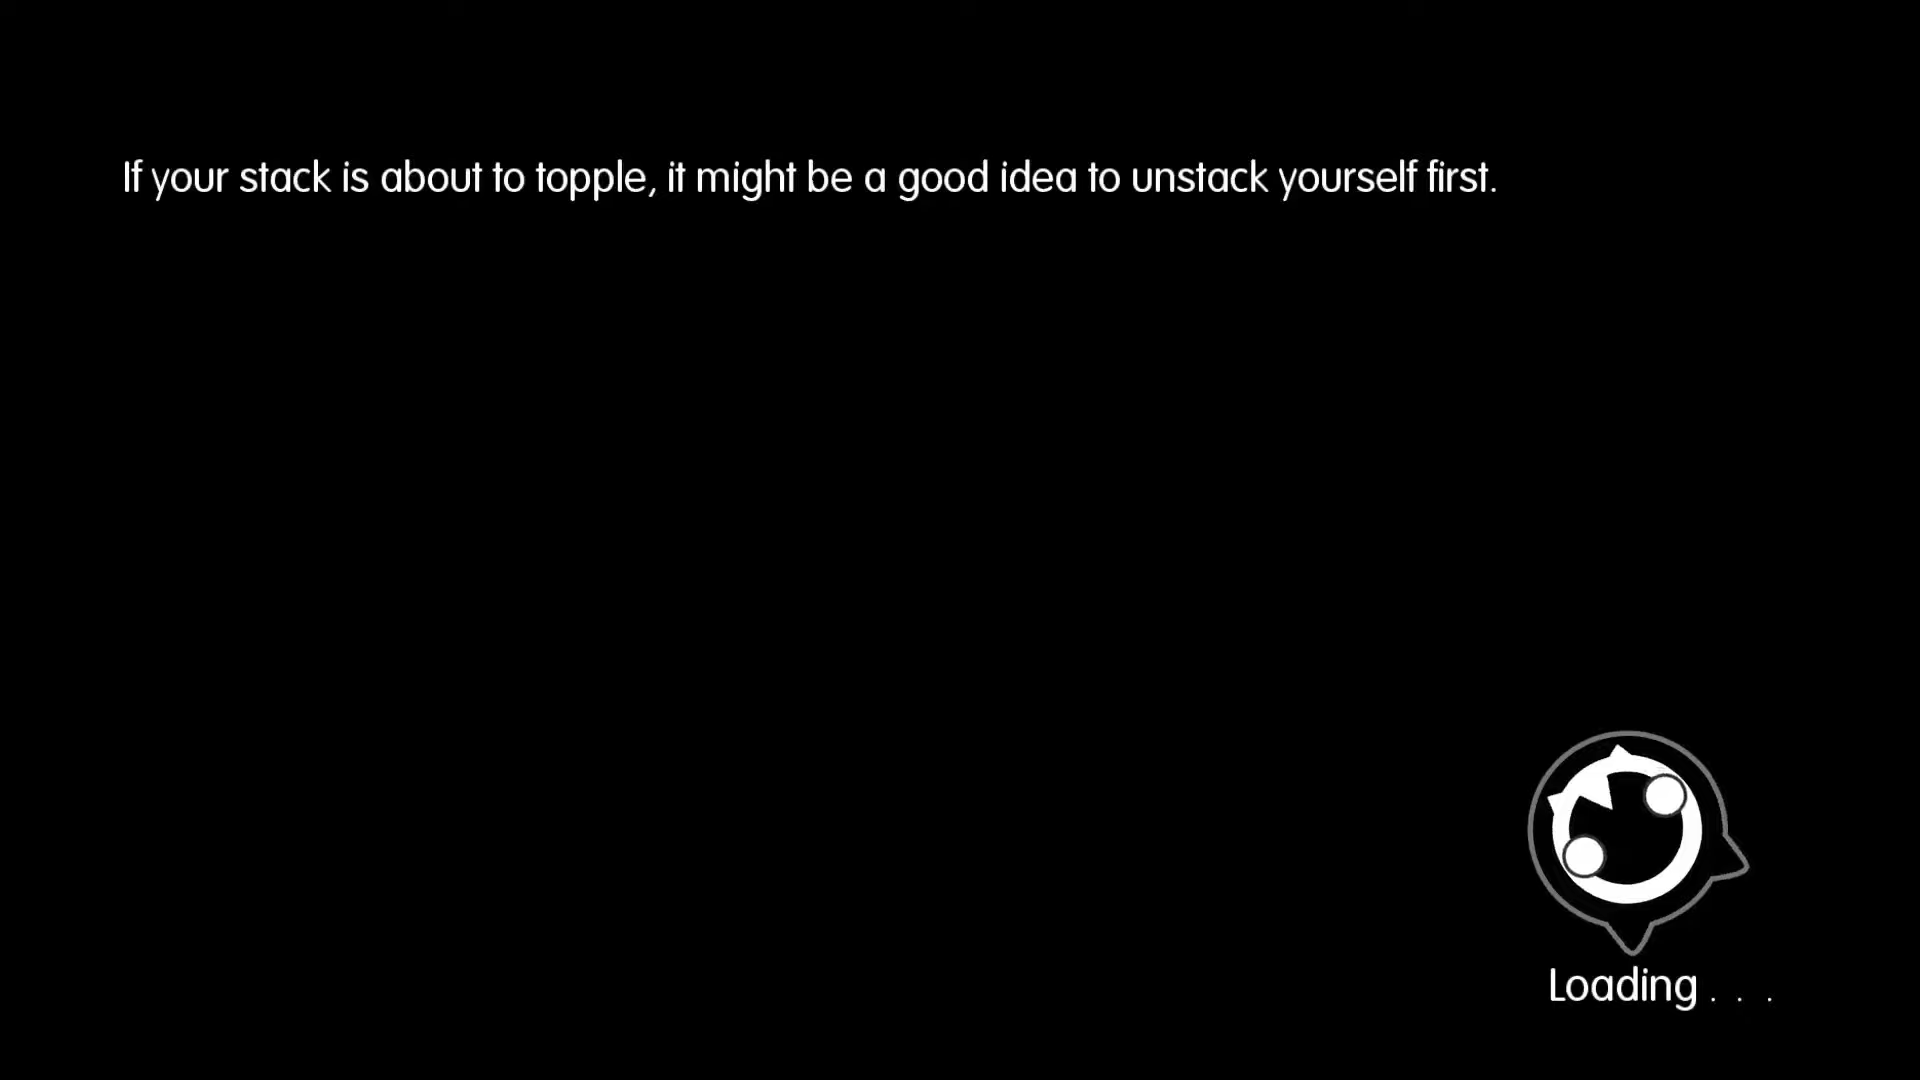 If your stack is about to topple, it might be a good idea to unstack yourself first.
Loading . . .